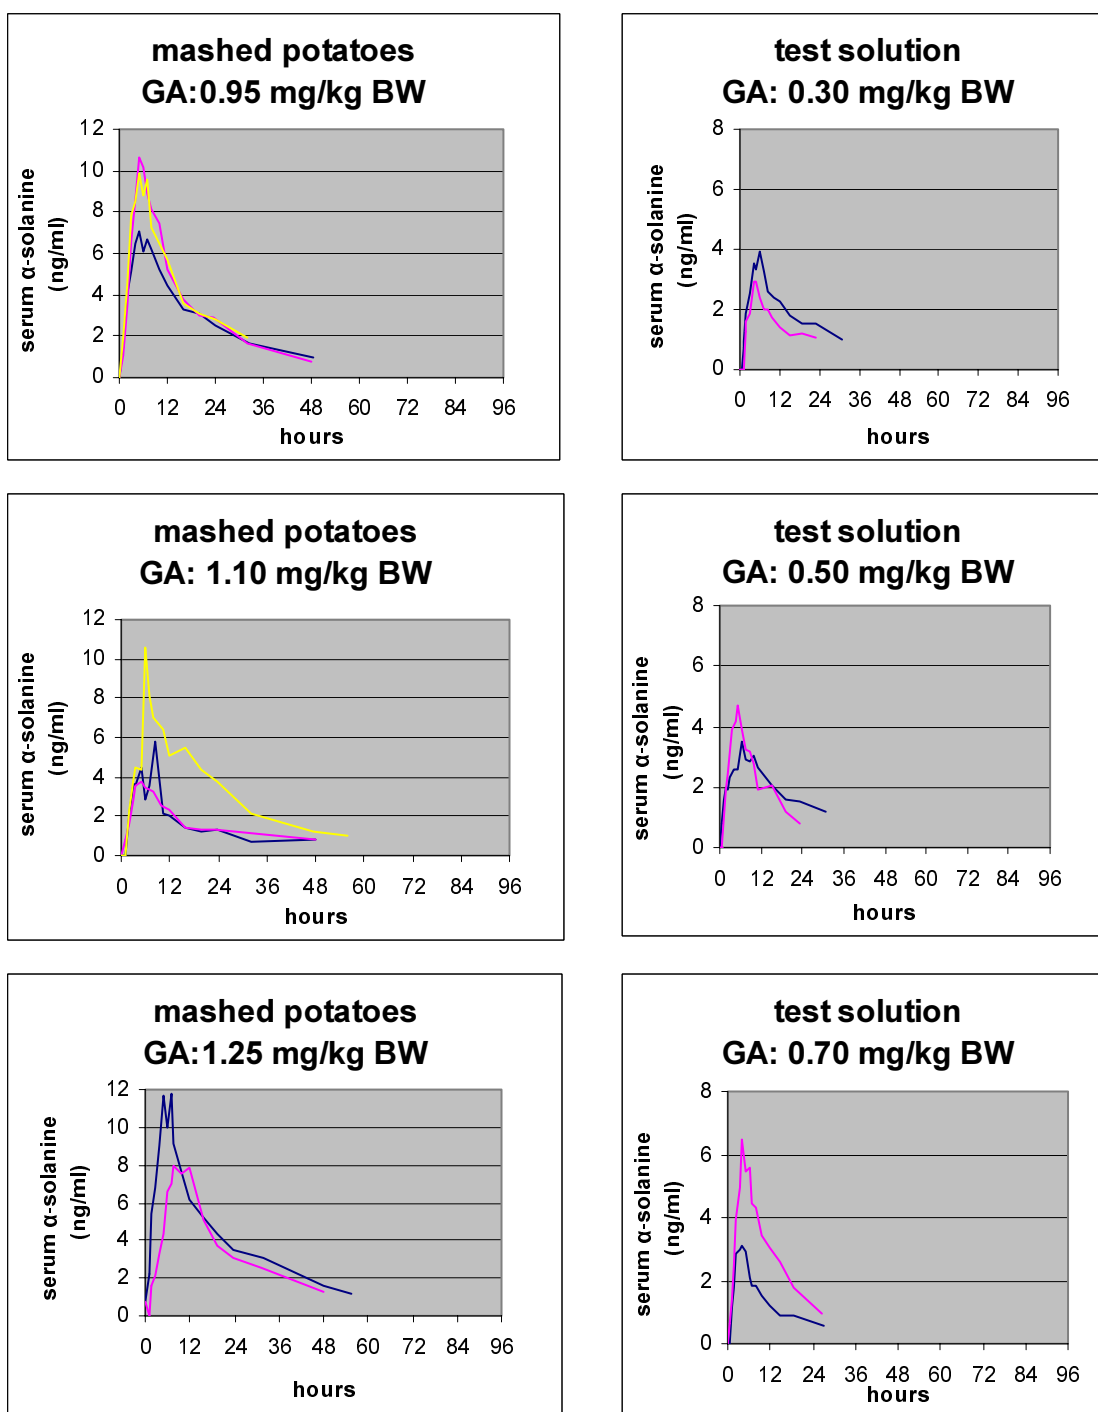 mashed potatoes
GA:0.95 mg/kg BW
serum α-solanine
(ng/ml)
12
10
8
6
4
2
0
0 12 24 36 48 60 72 84 96
hours
test solution
GA: 0.30 mg/kg BW
serum α-solanine
(ng/ml)
8
6
4
2
0
0 12 24 36 48 60 72 84 96
hours
mashed potatoes
GA: 1.10 mg/kg BW
serum α-solanine
(ng/ml)
12
10
8
6
4
2
0
0 12 24 36 48 60 72 84 96
hours
test solution
GA: 0.50 mg/kg BW
serum α-solanine
(ng/ml)
8
6
4
2
0
0 12 24 36 48 60 72 84 96
hours
mashed potatoes
GA:1.25 mg/kg BW
serum α-solanine
(ng/ml)
12
10
8
6
4
2
0
0 12 24 36 48 60 72 84 96
hours
test solution
GA: 0.70 mg/kg BW
serum α-solanine
(ng/ml)
8
6
4
2
0
0 12 24 36 48 60 72 84 96
hours